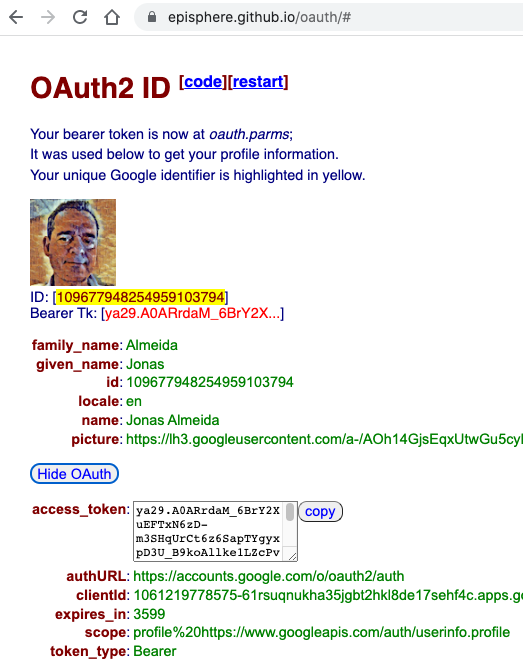 episphere.github.io/oauth/#
OAuth2 ID [code][restart]
Your bearer token is now at oauth.parms;
It was used below to get your profile information.
Your unique Google identifier is highlighted in yellow.
ID: [109677948254959103794]
Bearer Tk: [ya29.A0ARrdaM_6BrY2X...]
family_name: Almeida
given_name: Jonas
id: 109677948254959103794
locale: en
name: Jonas Almeida
picture: https://lh3.googleusercontent.com/a-/AOh14GjsEqxUtwGu5cyl
Hide OAuth
access_token: ya29.A0ARrdaM_6BrY2X copy
uEFTxN6zD-
m3SHqUrCt6z6SapTYgyx
pD3U_B9koAllke1LZcPv
authURL: https://accounts.google.com/o/oauth2/auth
clientId: 1061219778575-61rsuqnukha35jgbt2hkl8de17sehf4c.apps.g
expires_in: 3599
scope: profile%20https://www.googleapis.com/auth/userinfo.profile
token_type: Bearer